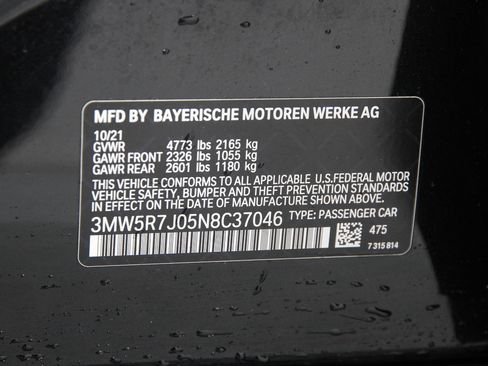 MFD BY BAYERISCHE MOTOREN WERKE AG
10/21
GVWR 4773 lbs 2165 kg
GAWR FRONT 2326 lbs 1055 kg
GAWR REAR 2601 lbs 1180 kg
THIS VEHICLE CONFORMS TO ALL APPLICABLE U.S.FEDERAL MOTOR
VEHICLE SAFETY, BUMPER AND THEFT PREVENTION STANDARDS
IN EFFECT ON THE DATE OF MANUFACTURE SHOWN ABOVE.
3MW5R7J05N8C37046 TYPE: PASSENGER CAR
475
7 315 814